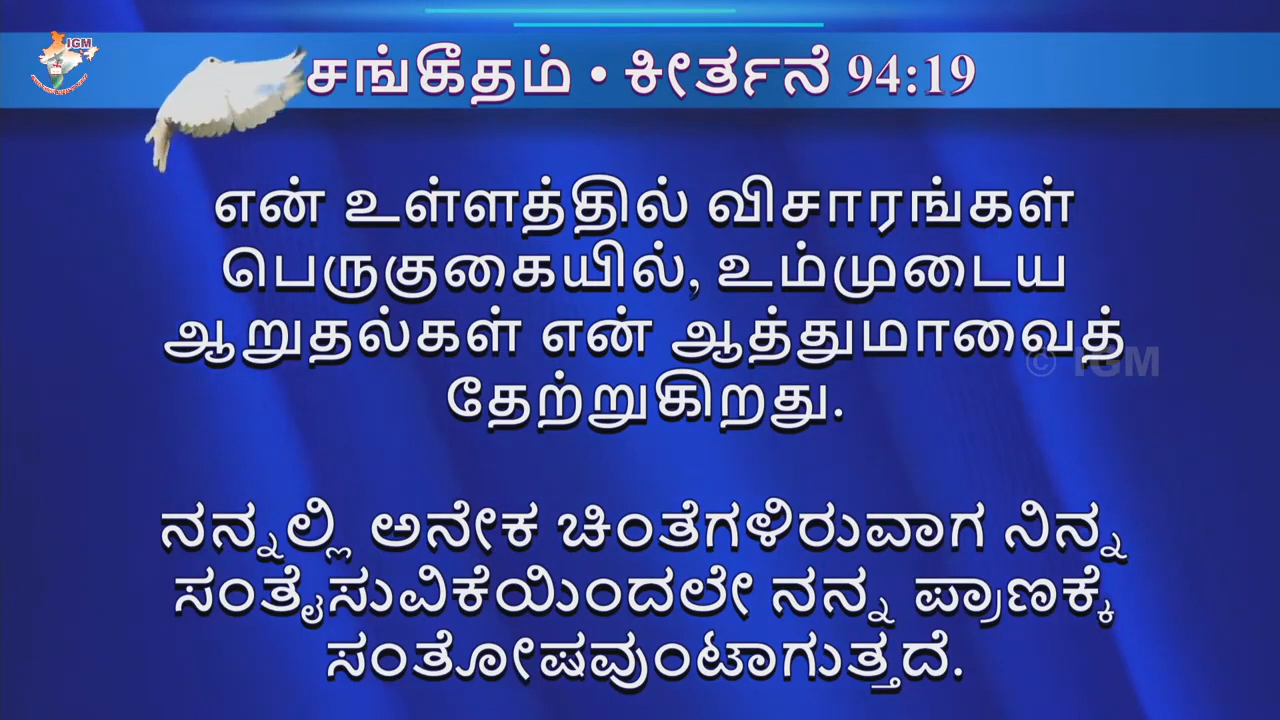 IGM
சங்கீதம் • ಕೀರ್ತನೆ 94:19
என் உள்ளத்தில் விசாரங்கள்
பெருகுகையில், உம்முடைய
ஆறுதல்கள் என் ஆத்துமாவைத்
© IGM
தேற்றுகிறது.
ನನ್ನಲ್ಲಿ ಅನೇಕ ಚಿಂತೆಗಳಿರುವಾಗ ನಿನ್ನ
ಸಂತೈಸುವಿಕೆಯಿಂದಲೇ ನನ್ನ ಪ್ರಾಣಕ್ಕೆ
ಸಂತೋಷವುಂಟಾಗುತ್ತದೆ.